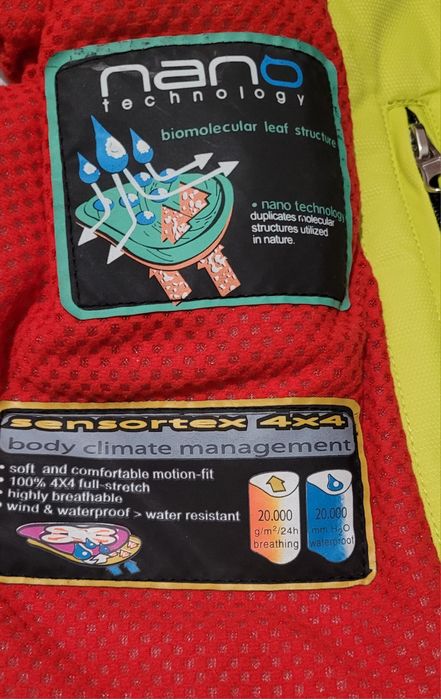 nano
technology
biomolecular leaf structure
• nano technology
duplicates molecular
structures utilized
in nature.
sensortex 4x4
body climate management
• soft and comfortable motion-fit
• 100% 4X4 full-stretch
• highly breathable
• wind & waterproof > water resistant
20.000
g/m²/24h
breathing
20.000
mm H2O
waterproof